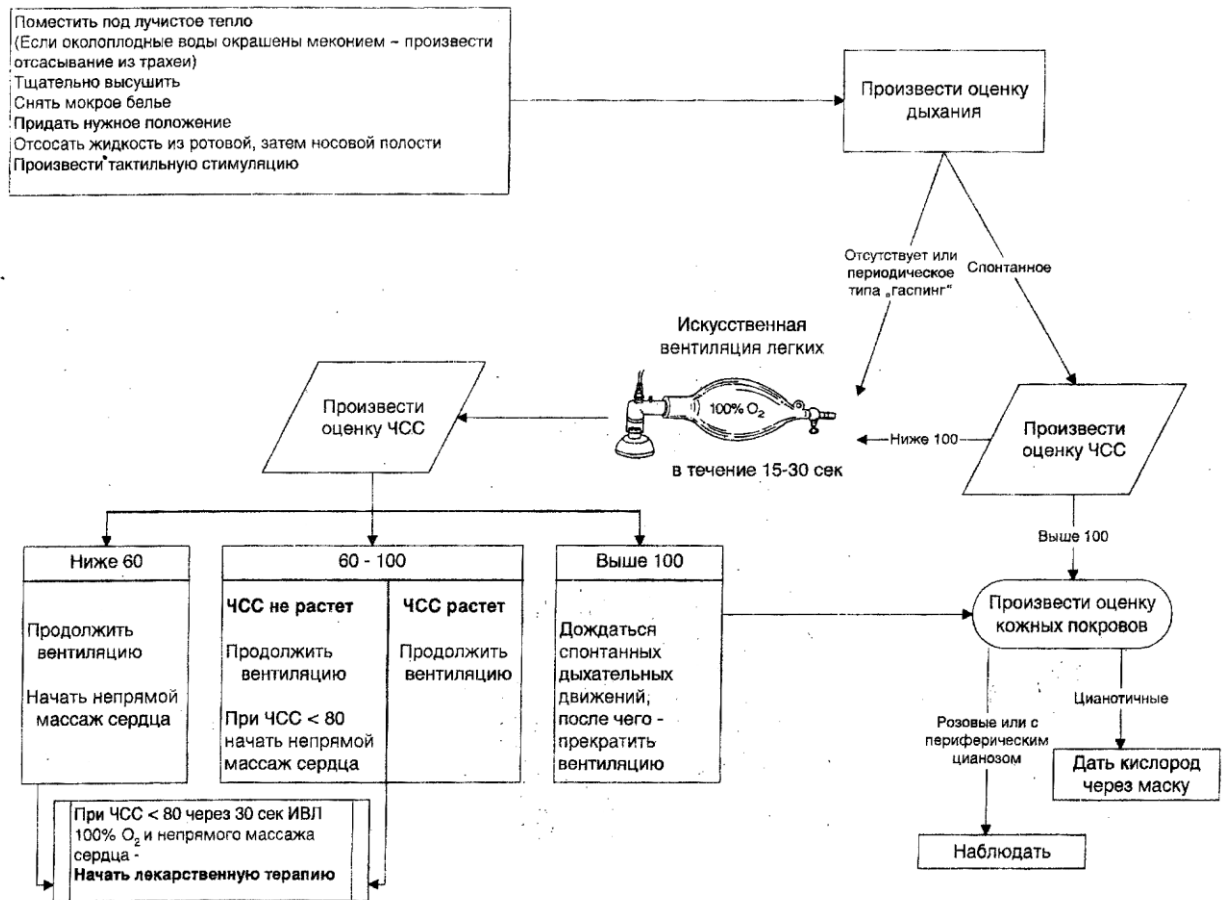 Поместить под лучистое тепло
(Если околоплодные воды окрашены меконием – произвести
отсасывание из трахеи)
Тщательно высушить
Снять мокрое белье
Придать нужное положение
Отсосать жидкость из ротовой, затем носовой полости
Произвести тактильную стимуляцию
Произвести оценку
дыхания
Отсутствует или
периодическое
типа „гаспинг“
Спонтанное
Искусственная
вентиляция легких
100% O₂
в течение 15-30 сек
Произвести
оценку ЧСС
Ниже 100
Произвести
оценку ЧСС
Выше 100
Ниже 60
Продолжить
вентиляцию
Начать непрямой
массаж сердца
60 - 100
ЧСС не растет
Продолжить
вентиляцию
При ЧСС < 80
начать непрямой
массаж сердца
ЧСС растет
Продолжить
вентиляцию
Выше 100
Дождаться
спонтанных
дыхательных
движений,
после чего -
прекратить
вентиляцию
Произвести оценку
кожных покровов
Розовые или с
периферическим
цианозом
Цианотичные
Дать кислород
через маску
Наблюдать
При ЧСС < 80 через 30 сек ИВЛ
100% O₂ и непрямого массажа
сердца -
Начать лекарственную терапию